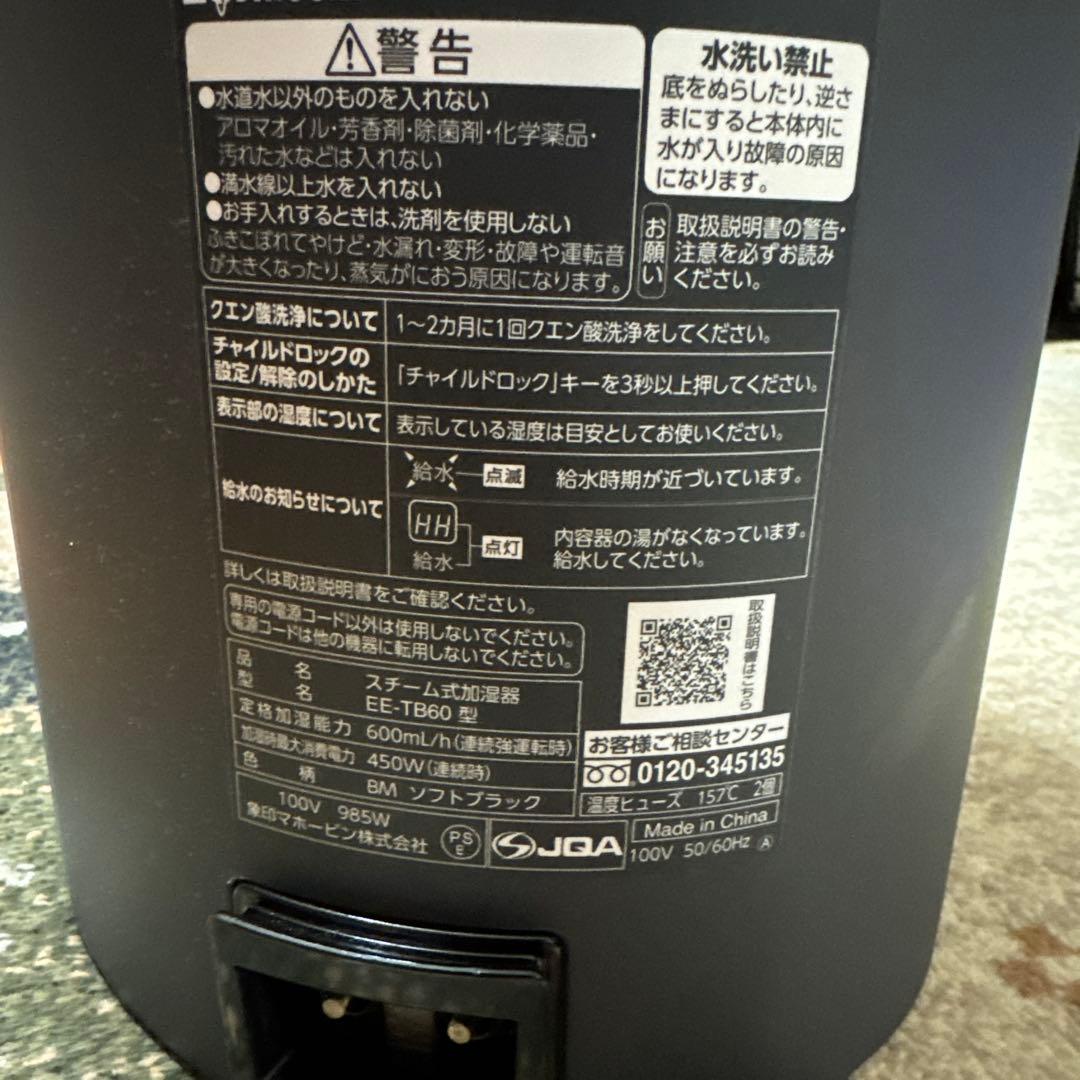 警告
●水道水以外のものを入れない
アロマオイル・芳香剤・除菌剤・化学薬品・
汚れた水などは入れない
●満水線以上水を入れない
●お手入れするときは、洗剤を使用しない
ふきこぼれてやけど・水漏れ・変形・故障や運転音
が大きくなったり、蒸気がにおう原因になります。
水洗い禁止
底をぬらしたり、逆さ
まにすると本体内に
水が入り故障の原因
になります。
お願い
取扱説明書の警告・
注意を必ずお読み
ください。
クエン酸洗浄について
1～2カ月に1回クエン酸洗浄をしてください。
チャイルドロックの
設定/解除のしかた
「チャイルドロック」キーを3秒以上押してください。
表示部の湿度について
表示している湿度は目安としてお使いください。
給水のお知らせについて
給水 点滅 給水時期が近づいています。
HH
給水
点灯
内容器の湯がなくなっています。
給水してください。
詳しくは取扱説明書をご確認ください。
専用の電源コード以外は使用しないでください。
電源コードは他の機器に転用しないでください。
取扱説明書はこちら
品名 スチーム式加湿器
型名 EE-TB60 型
定格加湿能力 600mL/h（連続強運転時）
加湿時最大消費電力 450W（連続時）
色柄 BM ソフトブラック
100V 985W
象印マホービン株式会社
PS
E
JQA
お客様ご相談センター
0120-345135
温度ヒューズ 157℃ 2個
Made in China
100V 50/60Hz Ⓐ